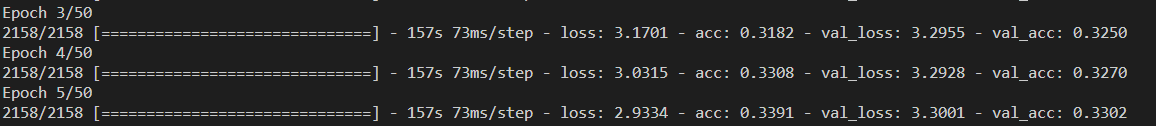 Epoch 3/50
2158/2158 [==============================] - 157s 73ms/step - loss: 3.1701 - acc: 0.3182 - val_loss: 3.2955 - val_acc: 0.3250
Epoch 4/50
2158/2158 [==============================] - 157s 73ms/step - loss: 3.0315 - acc: 0.3308 - val_loss: 3.2928 - val_acc: 0.3270
Epoch 5/50
2158/2158 [==============================] - 157s 73ms/step - loss: 2.9334 - acc: 0.3391 - val_loss: 3.3001 - val_acc: 0.3302